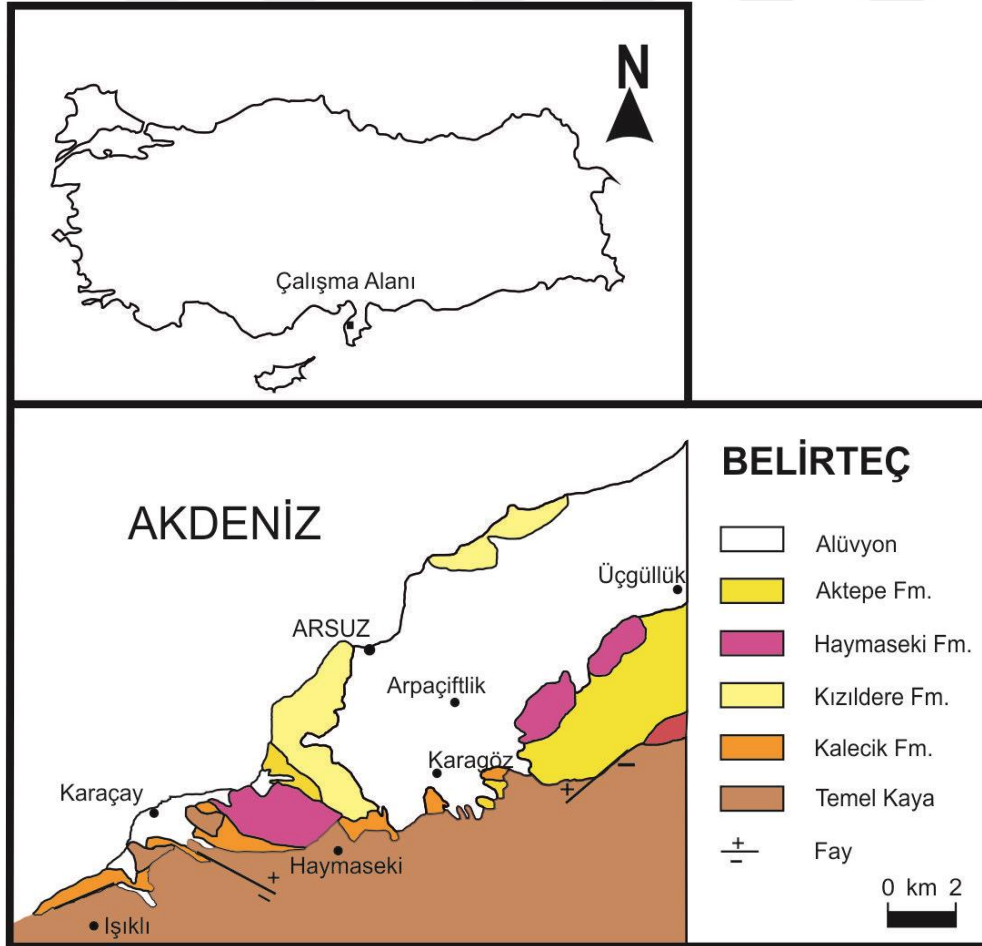 N
Çalışma Alanı
AKDENİZ
ARSUZ
Üçgüllük
Arpaçiftlik
Karagöz
Karaçay
Haymaseki
Işıklı
+
−
+
−
BELİRTEÇ
Alüvyon
Aktepe Fm.
Haymaseki Fm.
Kızıldere Fm.
Kalecik Fm.
Temel Kaya
+
−
Fay
0 km 2